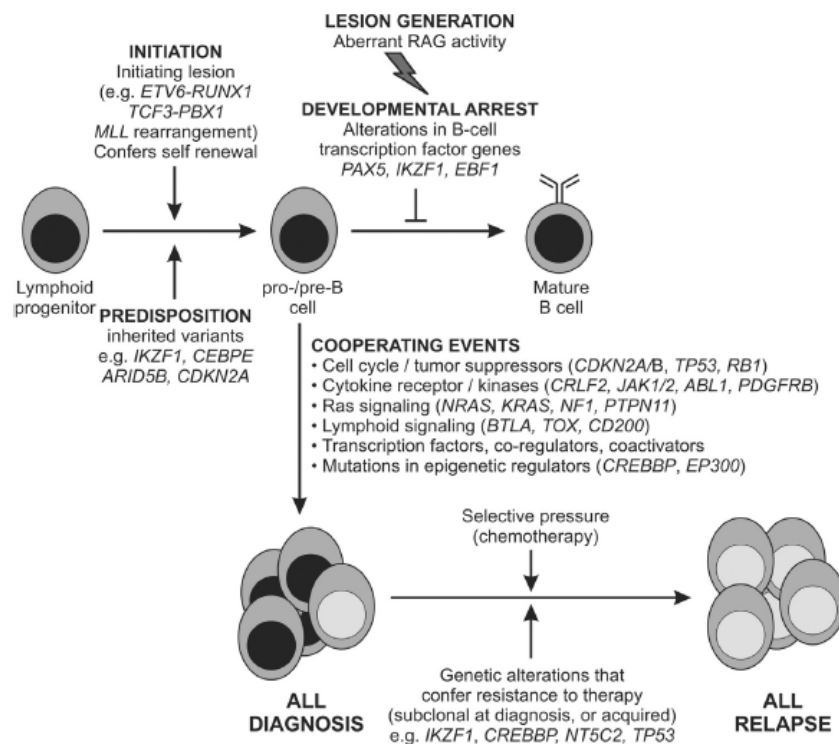 LESION GENERATION
Aberrant RAG activity
INITIATION
Initiating lesion
(e.g. ETV6-RUNX1
TCF3-PBX1
MLL rearrangement)
Confers self renewal
DEVELOPMENTAL ARREST
Alterations in B-cell
transcription factor genes
PAX5, IKZF1, EBF1
Lymphoid
progenitor
pro-/pre-B
cell
Mature
B cell
PREDISPOSITION
inherited variants
e.g. IKZF1, CEBPE
ARID5B, CDKN2A
COOPERATING EVENTS
• Cell cycle / tumor suppressors (CDKN2A/B, TP53, RB1)
• Cytokine receptor / kinases (CRLF2, JAK1/2, ABL1, PDGFRB)
• Ras signaling (NRAS, KRAS, NF1, PTPN11)
• Lymphoid signaling (BTLA, TOX, CD200)
• Transcription factors, co-regulators, coactivators
• Mutations in epigenetic regulators (CREBBP, EP300)
Selective pressure
(chemotherapy)
ALL
DIAGNOSIS
Genetic alterations that
confer resistance to therapy
(subclonal at diagnosis, or acquired)
e.g. IKZF1, CREBBP, NT5C2, TP53
ALL
RELAPSE